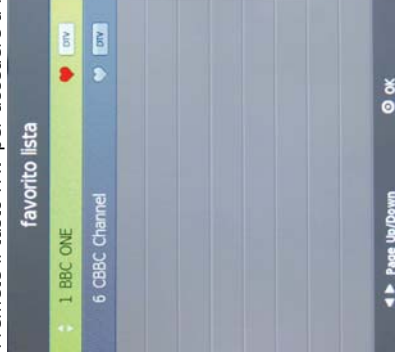 favorito lista
1 BBC ONE DTV
6 CBBC Channel DTV
Page Up/Down OK